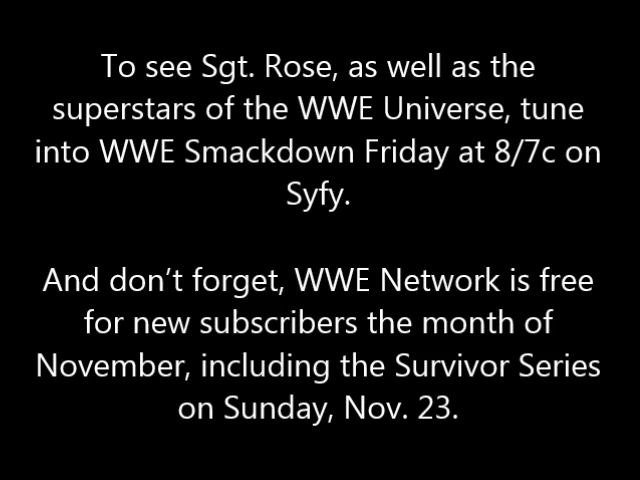 To see Sgt. Rose, as well as the
superstars of the WWE Universe, tune
into WWE Smackdown Friday at 8/7c on
Syfy.
And don’t forget, WWE Network is free
for new subscribers the month of
November, including the Survivor Series
on Sunday, Nov. 23.